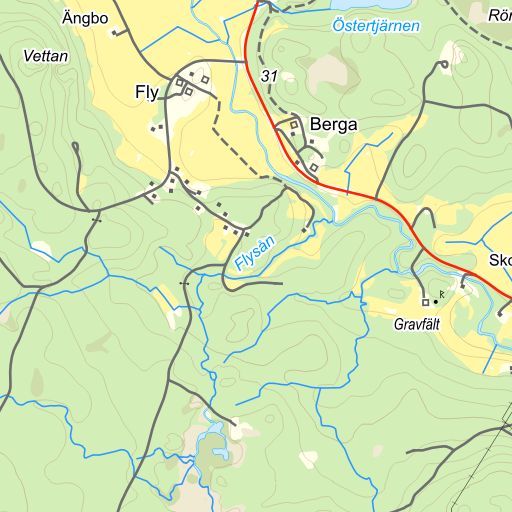 Ängbo
Östertjärnen
Vettan
31
Fly
Berga
Flysån
Gravfält